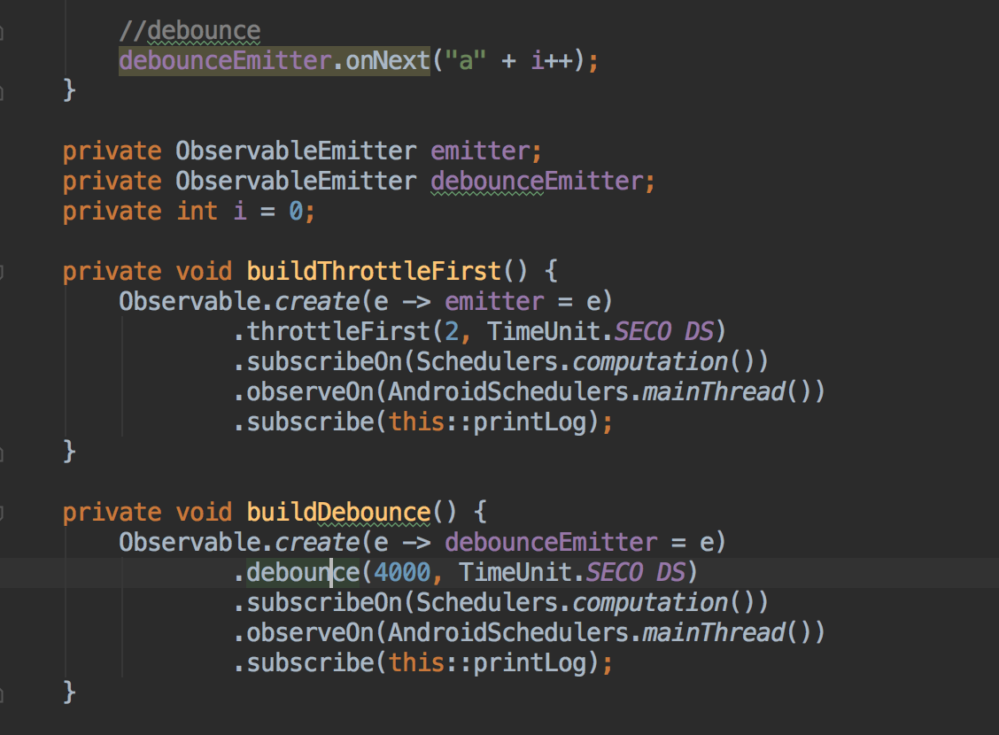 //debounce
debounceEmitter.onNext("a" + i++);
}
private ObservableEmitter emitter;
private ObservableEmitter debounceEmitter;
private int i = 0;
private void buildThrottleFirst() {
Observable.create(e -> emitter = e)
.throttleFirst(2, TimeUnit.SECO DS)
.subscribeOn(Schedulers.computation())
.observeOn(AndroidSchedulers.mainThread())
.subscribe(this::printLog);
}
private void buildDebounce() {
Observable.create(e -> debounceEmitter = e)
.debounce(4000, TimeUnit.SECO DS)
.subscribeOn(Schedulers.computation())
.observeOn(AndroidSchedulers.mainThread())
.subscribe(this::printLog);
}